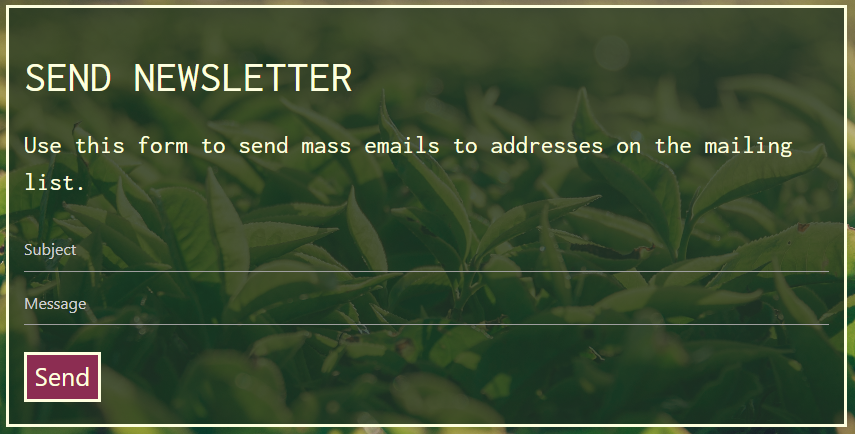 SEND NEWSLETTER
Use this form to send mass emails to addresses on the mailing
list.
Subject
Message
Send